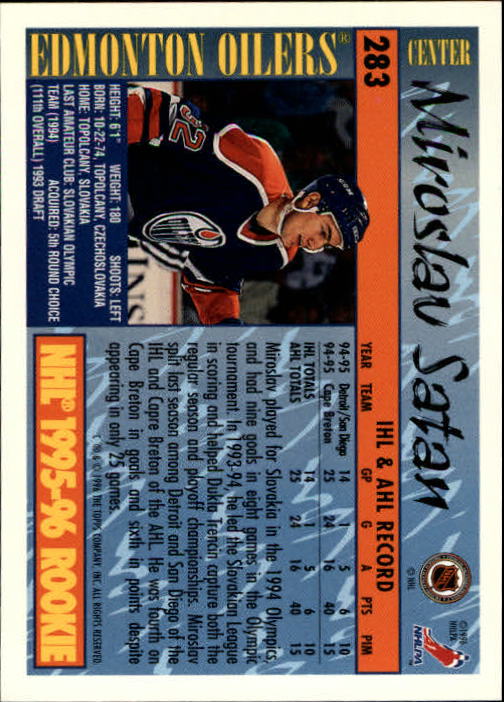 CENTER
Miroslav Satan
283
EDMONTON OILERS®
HEIGHT: 6'1" WEIGHT: 180 SHOOTS: LEFT
BORN: 10-22-74, TOPOLCANY, CZECHOSLOVAKIA
HOME: TOPOLCANY, SLOVAKIA
LAST AMATEUR CLUB: SLOVAKIAN OLYMPIC
TEAM (1994) ACQUIRED: 5th ROUND CHOICE
(111th OVERALL) 1993 DRAFT
32
IHL & AHL RECORD
YEAR TEAM GP G A PTS PIM
94-95 Detroit/San Diego 14 1 5 6 10
94-95 Cape Breton 25 24 16 40 15
IHL TOTALS 14 1 5 6 10
AHL TOTALS 25 24 16 40 15
Miroslav played for Slovakia in the 1994 Olympics
and had nine goals in eight games in the Olympic
tournament. In 1993-94, he led the Slovakian League
in scoring and helped Dukla Trencin capture both the
regular season and playoff championships. Miroslav
split last season among Detroit and San Diego of the
IHL and Capre Breton of the AHL. He was fourth on
Cape Breton in goals and sixth in points despite
appearing in only 25 games.
NHL® 1995-96 ROOKIE
© NHL
©1995
NHLPA
NHLPA
NHL